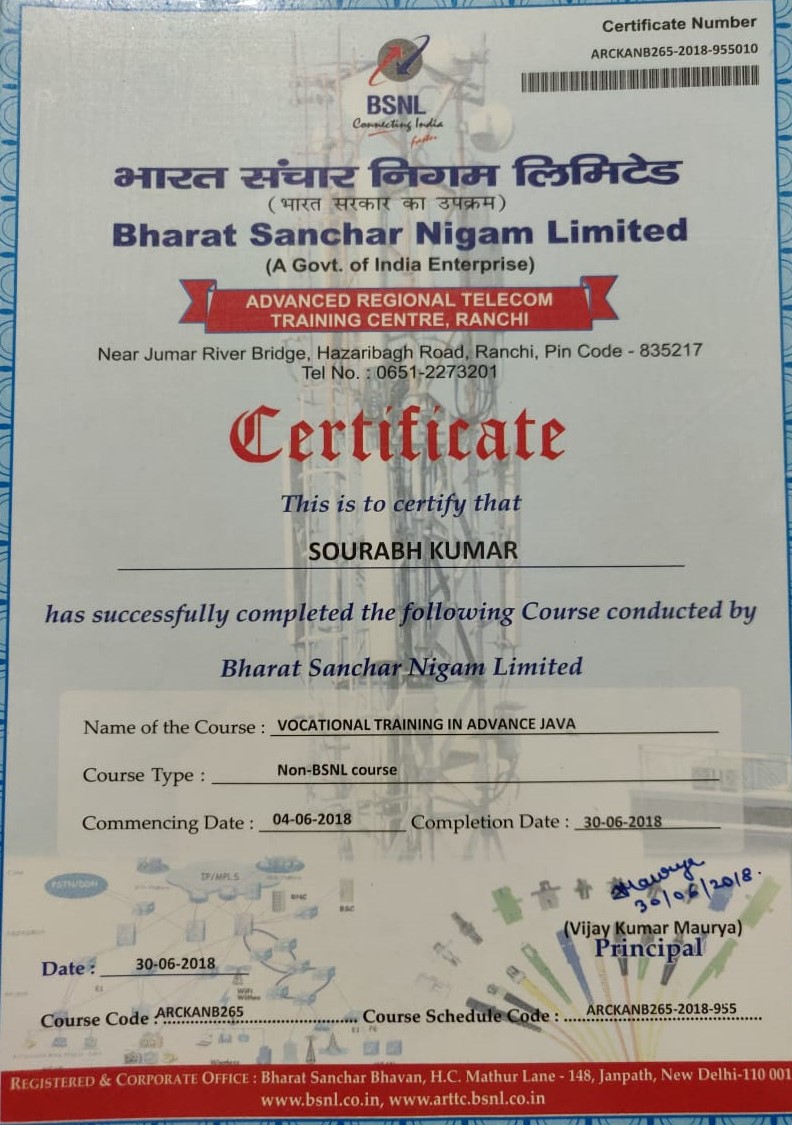 Certificate Number
ARCKANB265-2018-955010
BSNL
Connecting India
faster
भारत संचार निगम लिमिटेड
(भारत सरकार का उपक्रम)
Bharat Sanchar Nigam Limited
(A Govt. of India Enterprise)
ADVANCED REGIONAL TELECOM
TRAINING CENTRE, RANCHI
Near Jumar River Bridge, Hazaribagh Road, Ranchi, Pin Code - 835217
Tel No. : 0651-2273201
Certificate
This is to certify that
SOURABH KUMAR
has successfully completed the following Course conducted by
Bharat Sanchar Nigam Limited
Name of the Course : VOCATIONAL TRAINING IN ADVANCE JAVA
Course Type : Non-BSNL course
Commencing Date : 04-06-2018 Completion Date : 30-06-2018
PSTN/GSM
IP/MPLS
BSC
Maurya
30/06/2018.
(Vijay Kumar Maurya)
Principal
Date : 30-06-2018
Course Code : ARCKANB265 Course Schedule Code : ARCKANB265-2018-955
REGISTERED & CORPORATE OFFICE : Bharat Sanchar Bhavan, H.C. Mathur Lane - 148, Janpath, New Delhi-110 001
www.bsnl.co.in, www.arttc.bsnl.co.in